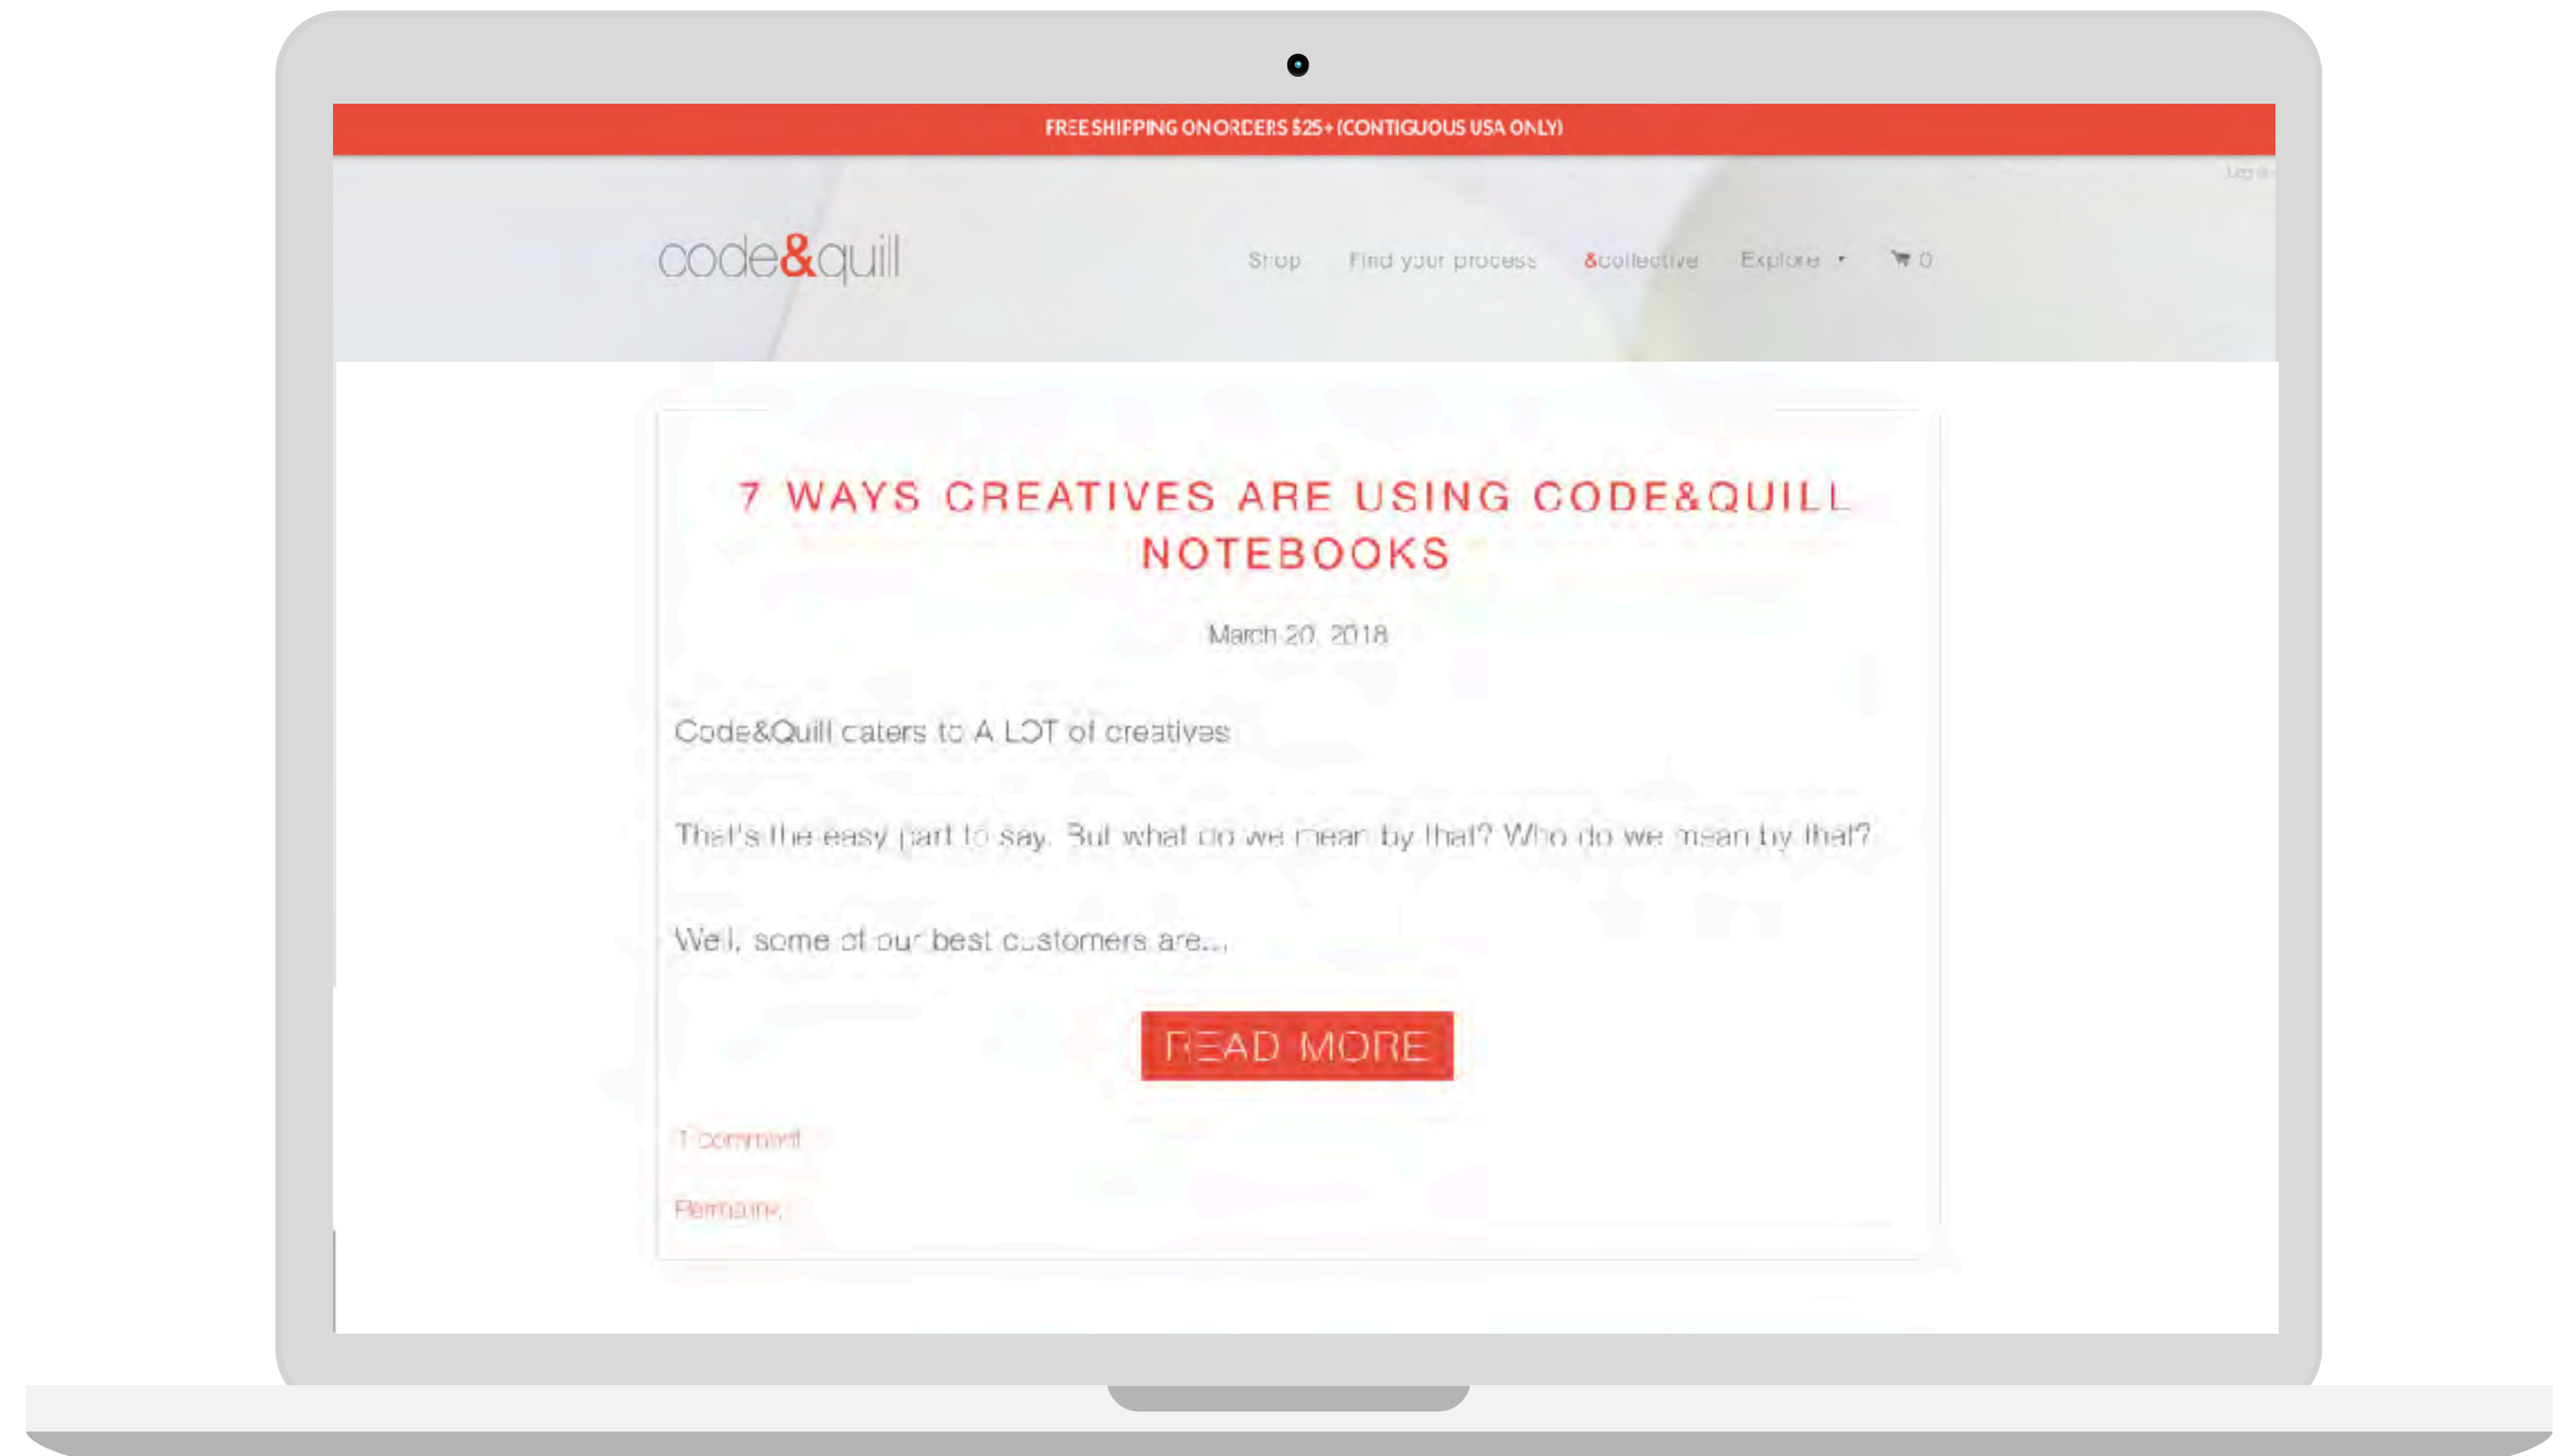 FREE SHIPPING ON ORDERS $25+ (CONTIGUOUS USA ONLY)
code&quill
Shop Find your process &collective Explore 0
7 WAYS CREATIVES ARE USING CODE&QUILL
NOTEBOOKS
March 20, 2018
Code&Quill caters to A LOT of creatives
That's the easy part to say. But what do we mean by that? Who do we mean by that?
Well, some of our best customers are...
READ MORE
1 comment
Permalink